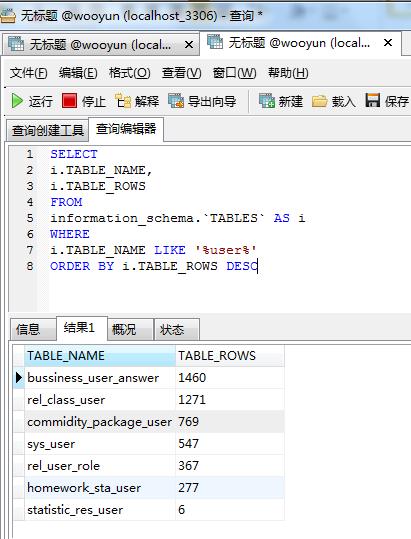 无标题 @wooyun (localhost_3306) - 查询 *
无标题 @wooyun (local... 无标题 @wooyun (local...
文件(F) 编辑(E) 格式(O) 查看(V) 窗口(W) 帮助(H)
运行 停止 解释 导出向导 新建 载入 保存
查询创建工具 查询编辑器
1 SELECT
2 i.TABLE_NAME,
3 i.TABLE_ROWS
4 FROM
5 information_schema.`TABLES` AS i
6 WHERE
7 i.TABLE_NAME LIKE '%user%'
8 ORDER BY i.TABLE_ROWS DESC
信息 结果1 概况 状态
TABLE_NAME TABLE_ROWS
bussiness_user_answer 1460
rel_class_user 1271
commidity_package_user 769
sys_user 547
rel_user_role 367
homework_sta_user 277
statistic_res_user 6